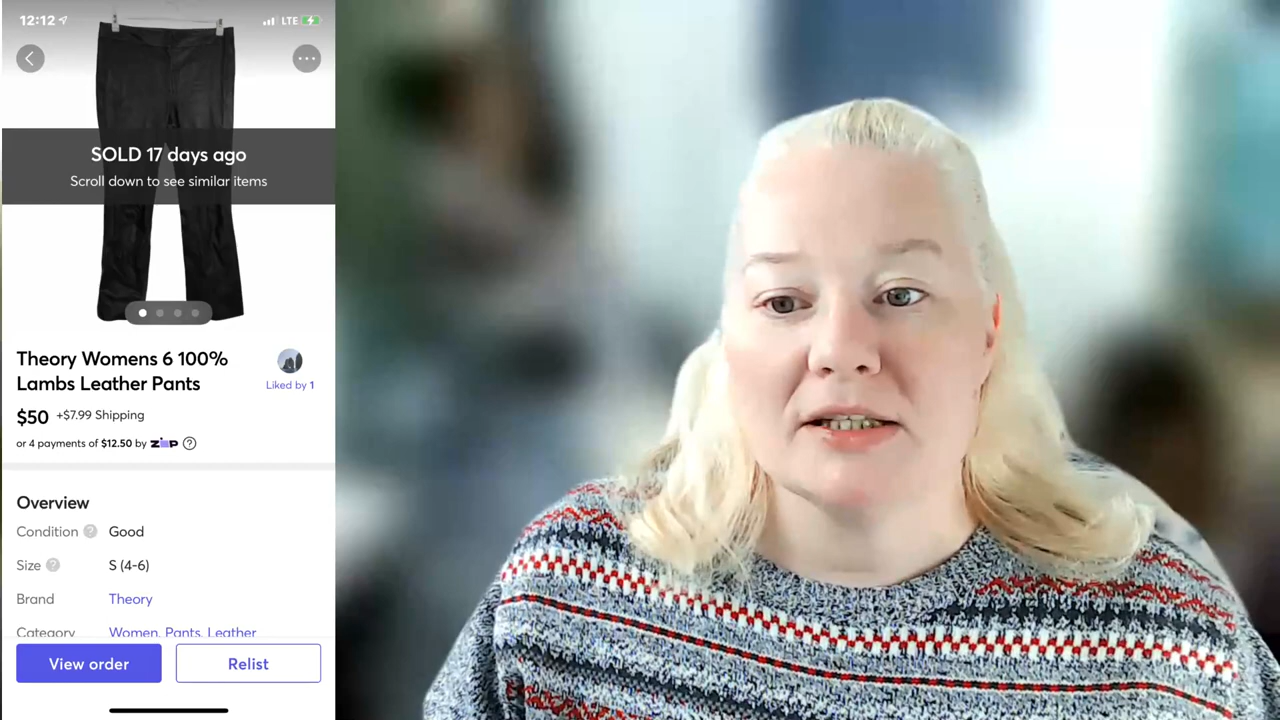 12:12
LTE
SOLD 17 days ago
Scroll down to see similar items
Theory Womens 6 100%
Lambs Leather Pants
Liked by 1
$50 +$7.99 Shipping
or 4 payments of $12.50 by ZIP ?
Overview
Condition ? Good
Size ? S (4-6)
Brand Theory
Category Women, Pants, Leather
View order
Relist